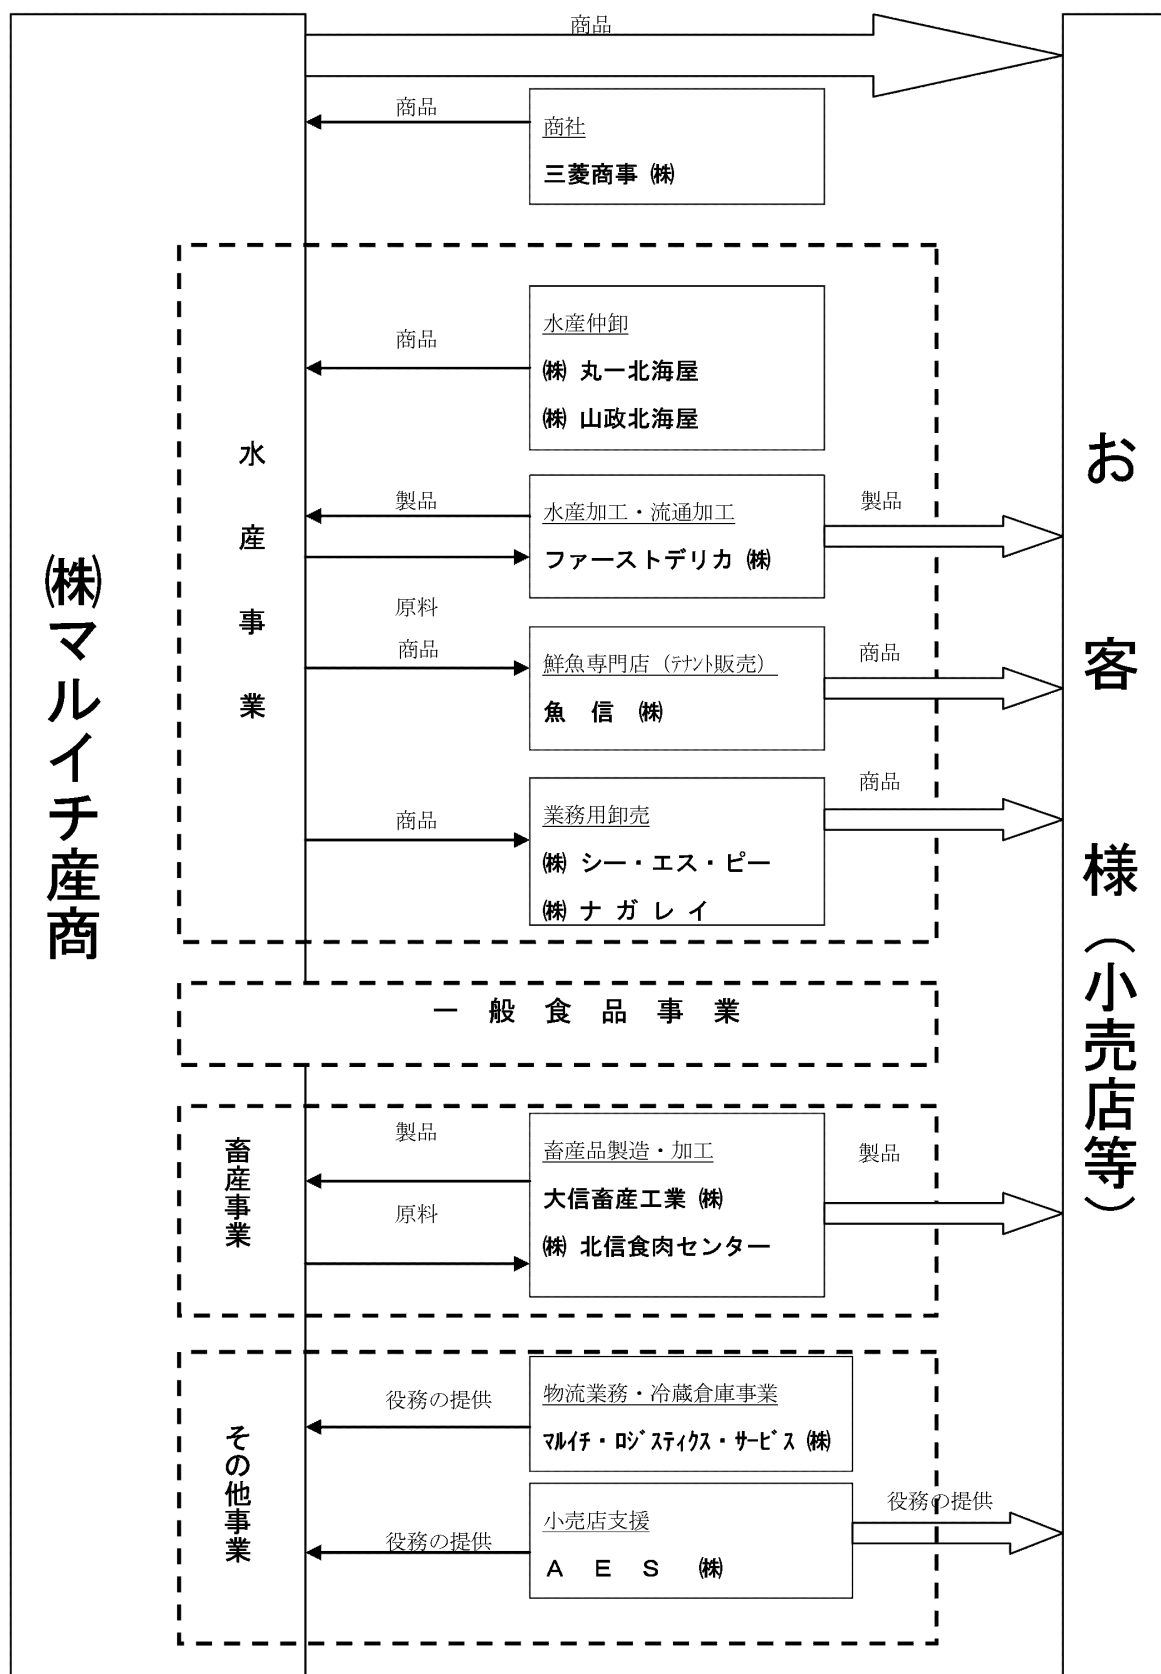 ㈱マルイチ産商
商品
商品
商社
三菱商事 ㈱
水産事業
商品
水産仲卸
㈱ 丸一北海屋
㈱ 山政北海屋
製品
水産加工・流通加工
ファーストデリカ ㈱
製品
原料
商品
鮮魚専門店（ﾃﾅﾝﾄ販売）
魚 信 ㈱
商品
商品
業務用卸売
㈱ シー・エス・ピー
㈱ ナ ガ レ イ
商品
一 般 食 品 事 業
畜産事業
製品
原料
畜産品製造・加工
大信畜産工業 ㈱
㈱ 北信食肉センター
製品
その他事業
役務の提供
物流業務・冷蔵倉庫事業
ﾏﾙｲﾁ・ﾛｼﾞｽﾃｨｸｽ・ｻｰﾋﾞｽ ㈱
役務の提供
小売店支援
Ａ Ｅ Ｓ ㈱
役務の提供
お客様（小売店等）